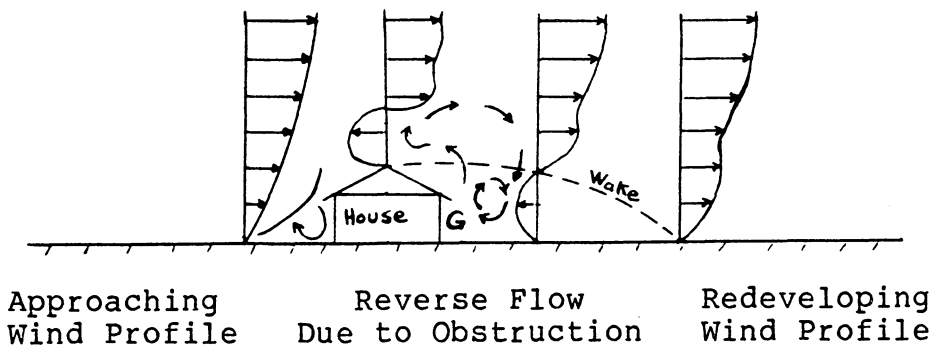 House
G
Wake
Approaching
Wind Profile
Reverse Flow
Due to Obstruction
Redeveloping
Wind Profile